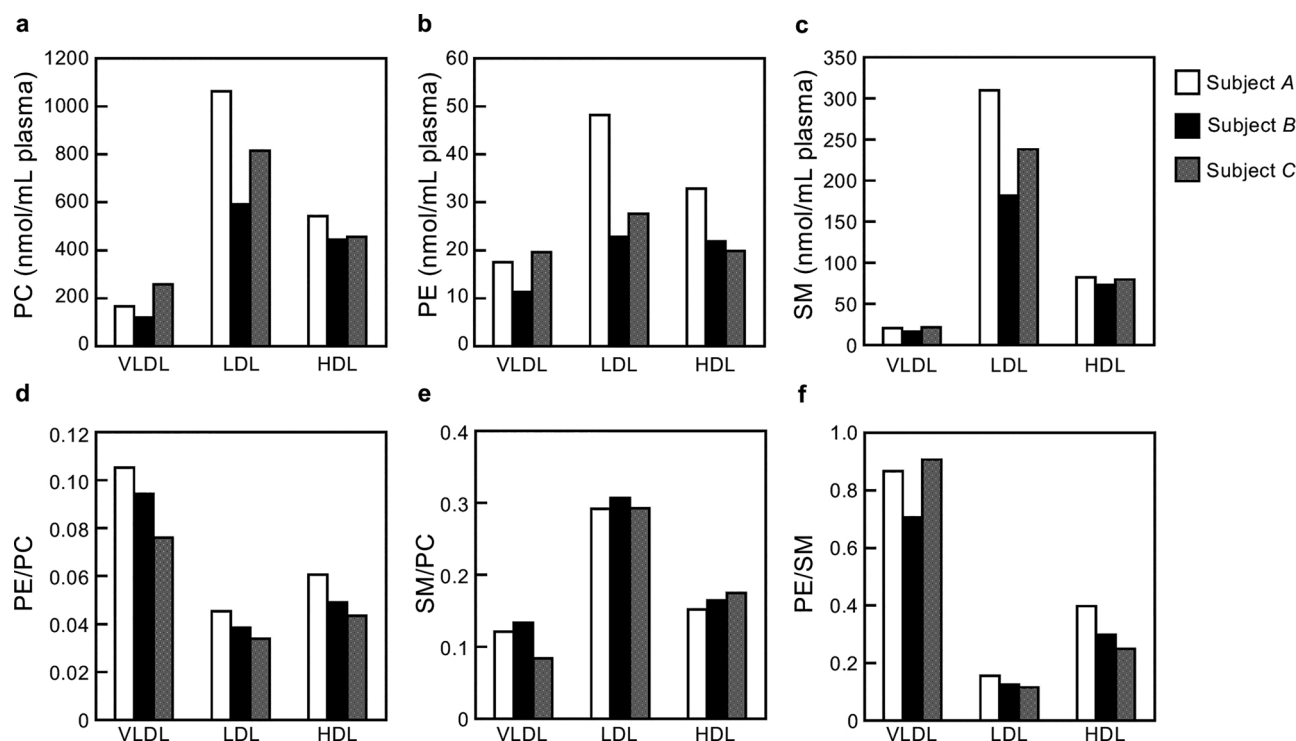 a
PC (nmol/mL plasma)
1200
1000
800
600
400
200
0
VLDL LDL HDL
b
PE (nmol/mL plasma)
60
50
40
30
20
10
0
VLDL LDL HDL
c
SM (nmol/mL plasma)
350
300
250
200
150
100
50
0
VLDL LDL HDL
Subject A
Subject B
Subject C
d
PE/PC
0.12
0.10
0.08
0.06
0.04
0.02
0
VLDL LDL HDL
e
SM/PC
0.4
0.3
0.2
0.1
0
VLDL LDL HDL
f
PE/SM
1.0
0.8
0.6
0.4
0.2
0
VLDL LDL HDL